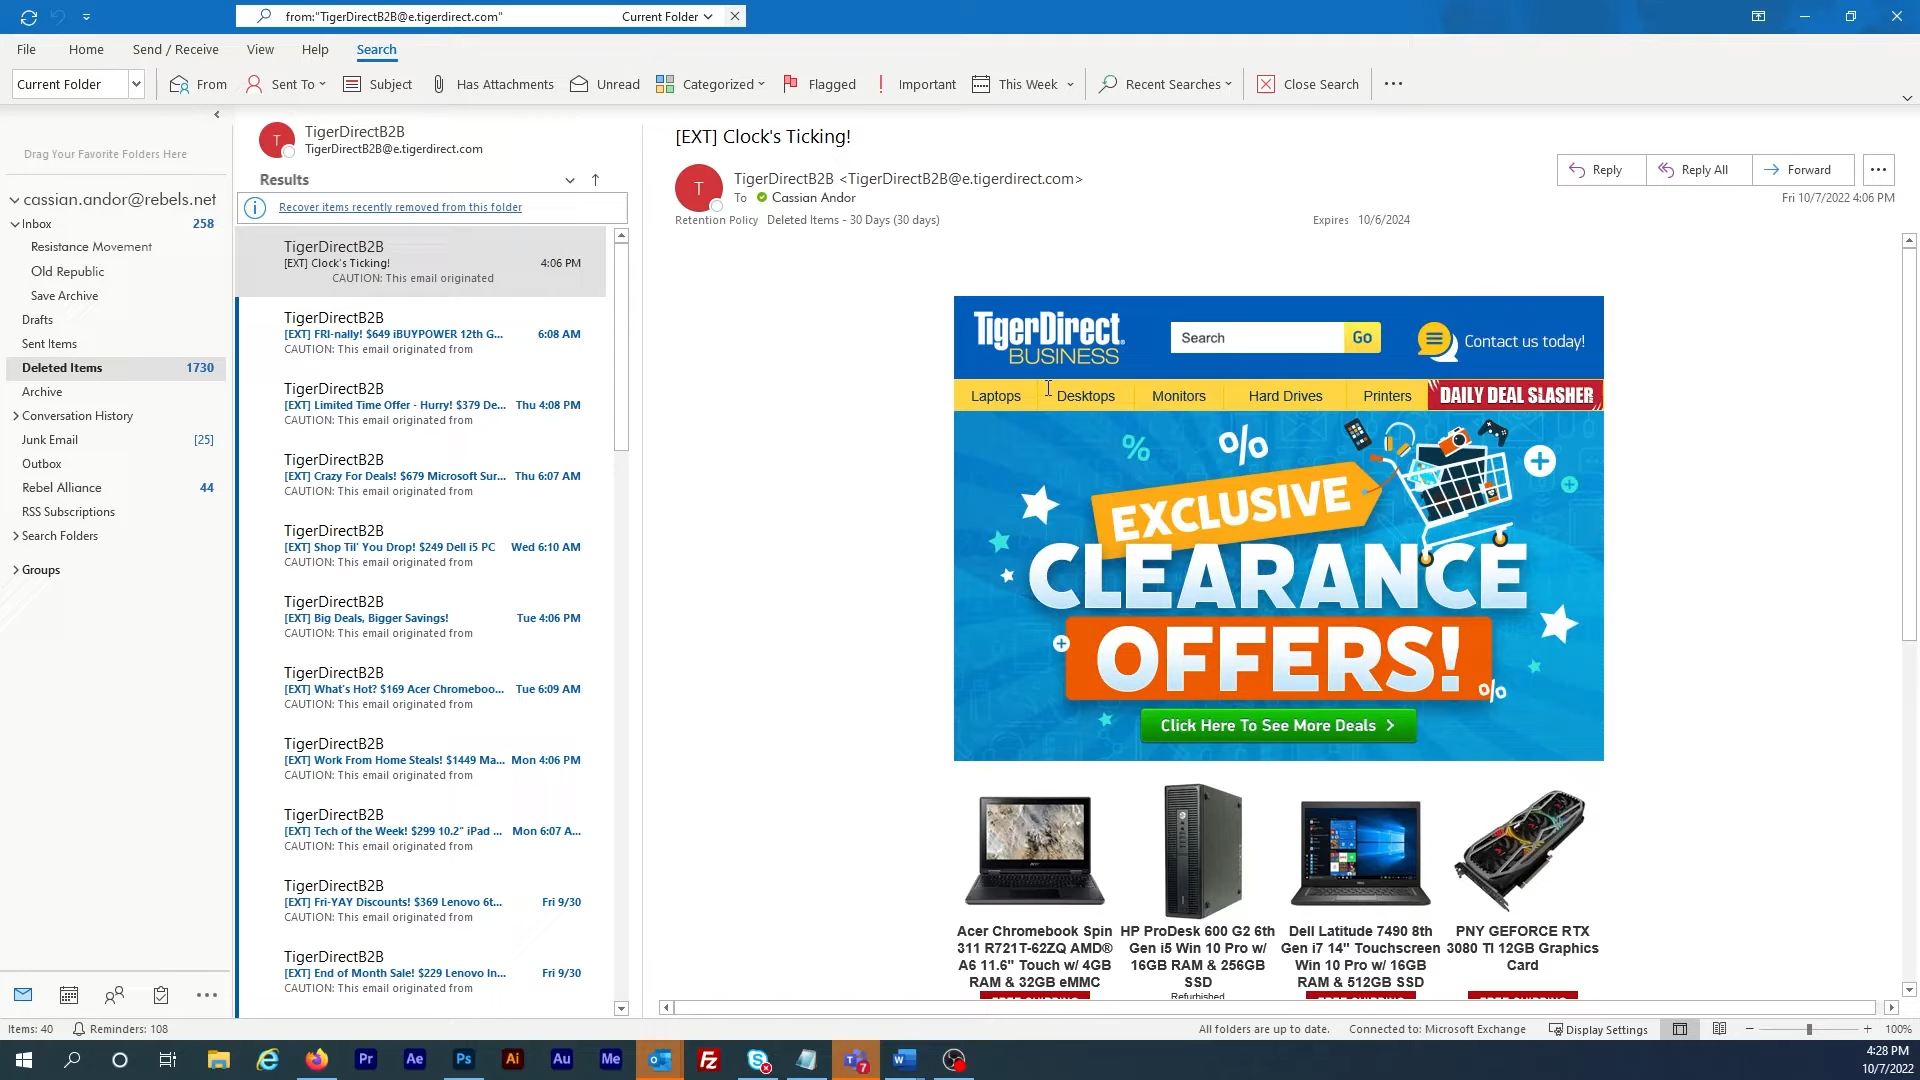 from:"TigerDirectB2B@e.tigerdirect.com"
Current Folder
File
Home
Send / Receive
View
Help
Search
Current Folder
From
Sent To
Subject
Has Attachments
Unread
Categorized
Flagged
Important
This Week
Recent Searches
Close Search
Drag Your Favorite Folders Here
cassian.andor@rebels.net
Inbox 258
Resistance Movement
Old Republic
Save Archive
Drafts
Sent Items
Deleted Items 1730
Archive
Conversation History
Junk Email [25]
Outbox
Rebel Alliance 44
RSS Subscriptions
Search Folders
Groups
T
TigerDirectB2B
TigerDirectB2B@e.tigerdirect.com
Results
Recover items recently removed from this folder
TigerDirectB2B
[EXT] Clock's Ticking! 4:06 PM
CAUTION: This email originated
TigerDirectB2B
[EXT] FRI-nally! $649 iBUYPOWER 12th G... 6:08 AM
CAUTION: This email originated from
TigerDirectB2B
[EXT] Limited Time Offer - Hurry! $379 De... Thu 4:08 PM
CAUTION: This email originated from
TigerDirectB2B
[EXT] Crazy For Deals! $679 Microsoft Sur... Thu 6:07 AM
CAUTION: This email originated from
TigerDirectB2B
[EXT] Shop Til' You Drop! $249 Dell i5 PC Wed 6:10 AM
CAUTION: This email originated from
TigerDirectB2B
[EXT] Big Deals, Bigger Savings! Tue 4:06 PM
CAUTION: This email originated from
TigerDirectB2B
[EXT] What's Hot? $169 Acer Chromeboo... Tue 6:09 AM
CAUTION: This email originated from
TigerDirectB2B
[EXT] Work From Home Steals! $1449 Ma... Mon 4:06 PM
CAUTION: This email originated from
TigerDirectB2B
[EXT] Tech of the Week! $299 10.2" iPad ... Mon 6:07 A...
CAUTION: This email originated from
TigerDirectB2B
[EXT] Fri-YAY Discounts! $369 Lenovo 6t... Fri 9/30
CAUTION: This email originated from
TigerDirectB2B
[EXT] End of Month Sale! $229 Lenovo In... Fri 9/30
CAUTION: This email originated from
[EXT] Clock's Ticking!
T
TigerDirectB2B <TigerDirectB2B@e.tigerdirect.com>
To Cassian Andor
Retention Policy Deleted Items - 30 Days (30 days)
Expires 10/6/2024
Reply
Reply All
Forward
Fri 10/7/2022 4:06 PM
TigerDirect.
BUSINESS
Search
Go
Contact us today!
Laptops
Desktops
Monitors
Hard Drives
Printers
DAILY DEAL SLASHER
% %
EXCLUSIVE
CLEARANCE
OFFERS!
%
Click Here To See More Deals >
Acer Chromebook Spin
311 R721T-62ZQ AMD®
A6 11.6" Touch w/ 4GB
RAM & 32GB eMMC
HP ProDesk 600 G2 6th
Gen i5 Win 10 Pro w/
16GB RAM & 256GB
SSD
Refurbished
Dell Latitude 7490 8th
Gen i7 14" Touchscreen
Win 10 Pro w/ 16GB
RAM & 512GB SSD
PNY GEFORCE RTX
3080 TI 12GB Graphics
Card
Items: 40
Reminders: 108
All folders are up to date.
Connected to: Microsoft Exchange
Display Settings
100%
Pr
Ae
Ps
Ai
Au
Me
4:28 PM
10/7/2022